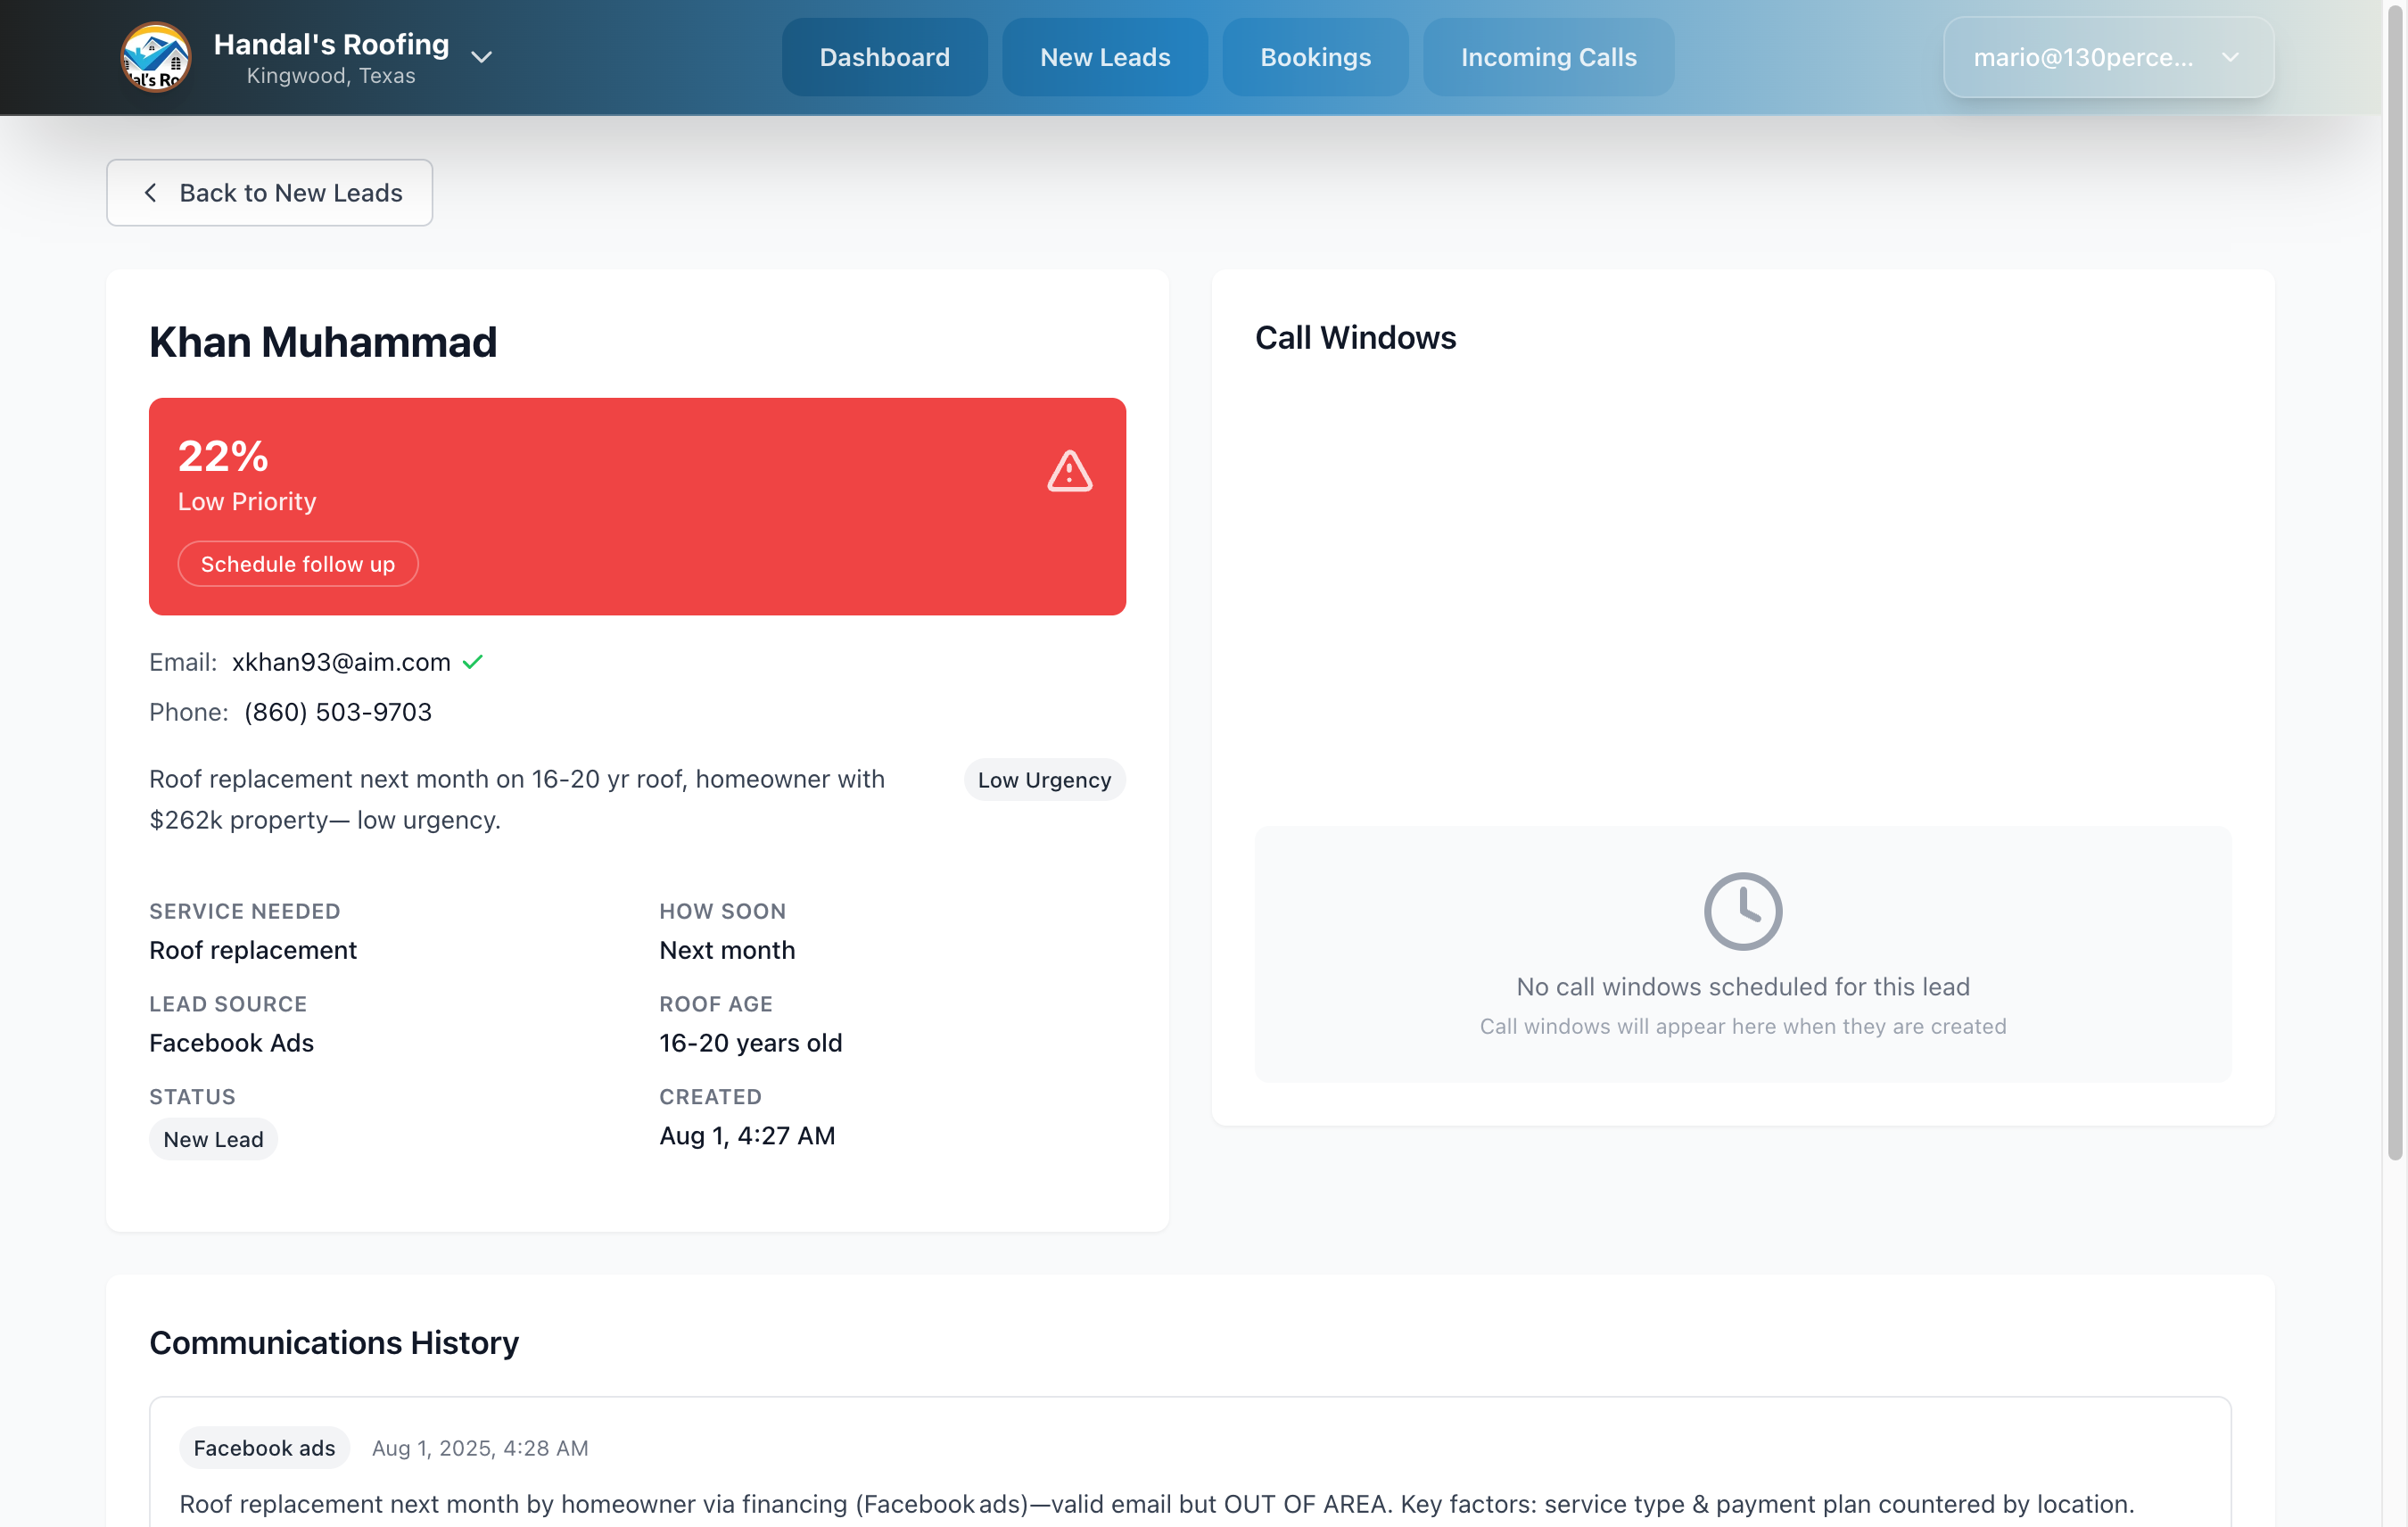 al's Ro
Handal's Roofing
Kingwood, Texas
Dashboard
New Leads
Bookings
Incoming Calls
mario@130perce...
Back to New Leads
Khan Muhammad
22%
Low Priority
Schedule follow up
Email: xkhan93@aim.com
Phone: (860) 503-9703
Roof replacement next month on 16-20 yr roof, homeowner with
$262k property— low urgency.
Low Urgency
SERVICE NEEDED
Roof replacement
HOW SOON
Next month
LEAD SOURCE
Facebook Ads
ROOF AGE
16-20 years old
STATUS
New Lead
CREATED
Aug 1, 4:27 AM
Call Windows
No call windows scheduled for this lead
Call windows will appear here when they are created
Communications History
Facebook ads
Aug 1, 2025, 4:28 AM
Roof replacement next month by homeowner via financing (Facebook ads)—valid email but OUT OF AREA. Key factors: service type & payment plan countered by location.